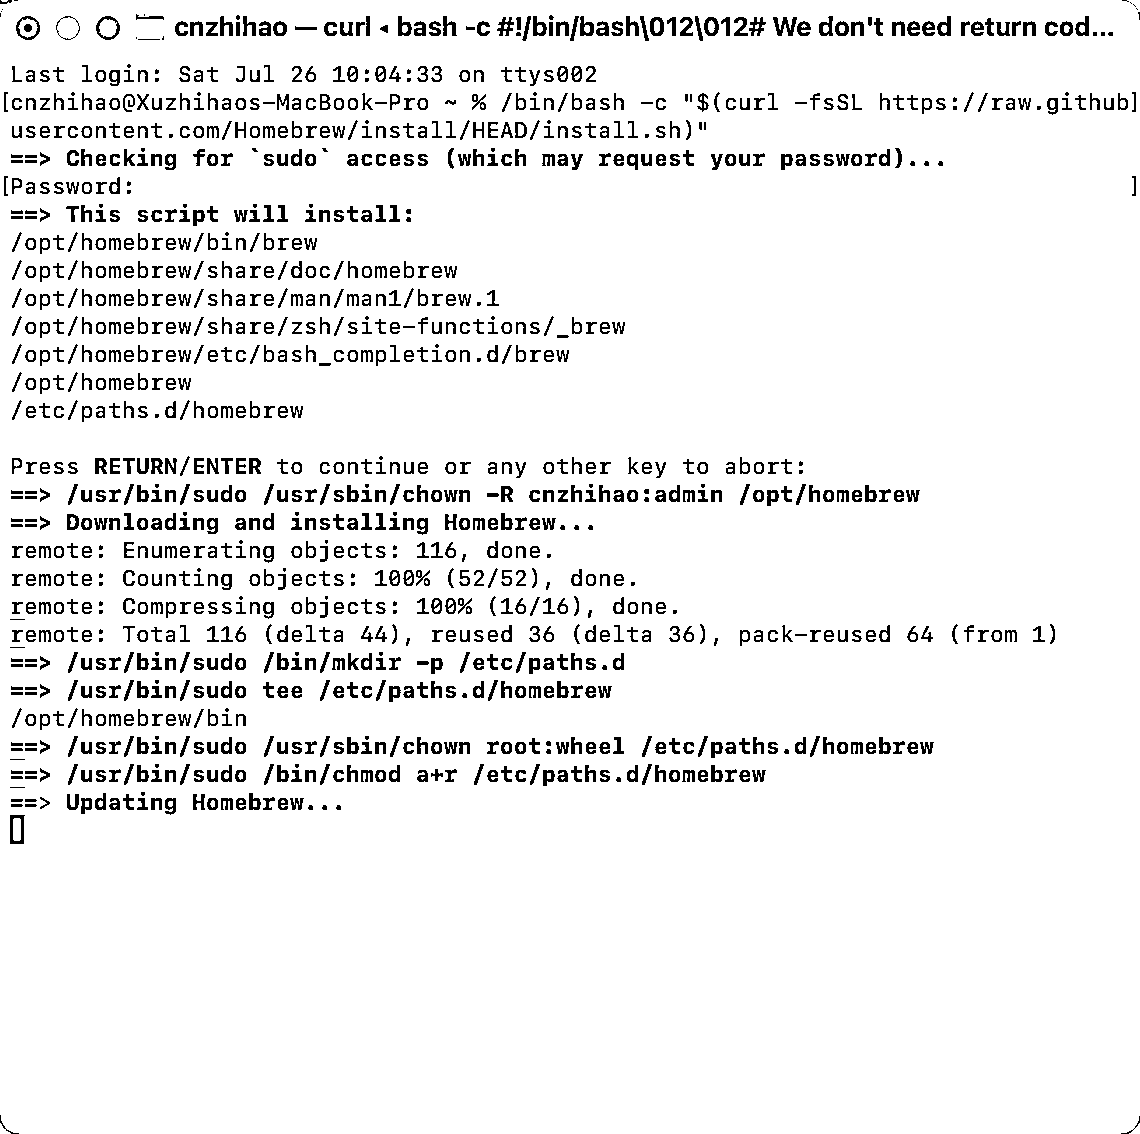 cnzhihao — curl ◂ bash -c #!/bin/bash\012\012# We don't need return cod...
Last login: Sat Jul 26 10:04:33 on ttys002
[cnzhihao@Xuzhihaos-MacBook-Pro ~ % /bin/bash -c "$(curl -fsSL https://raw.github]
usercontent.com/Homebrew/install/HEAD/install.sh)"
==> Checking for `sudo` access (which may request your password)...
[Password: ]
==> This script will install:
/opt/homebrew/bin/brew
/opt/homebrew/share/doc/homebrew
/opt/homebrew/share/man/man1/brew.1
/opt/homebrew/share/zsh/site-functions/_brew
/opt/homebrew/etc/bash_completion.d/brew
/opt/homebrew
/etc/paths.d/homebrew
Press RETURN/ENTER to continue or any other key to abort:
==> /usr/bin/sudo /usr/sbin/chown -R cnzhihao:admin /opt/homebrew
==> Downloading and installing Homebrew...
remote: Enumerating objects: 116, done.
remote: Counting objects: 100% (52/52), done.
remote: Compressing objects: 100% (16/16), done.
remote: Total 116 (delta 44), reused 36 (delta 36), pack-reused 64 (from 1)
==> /usr/bin/sudo /bin/mkdir -p /etc/paths.d
==> /usr/bin/sudo tee /etc/paths.d/homebrew
/opt/homebrew/bin
==> /usr/bin/sudo /usr/sbin/chown root:wheel /etc/paths.d/homebrew
==> /usr/bin/sudo /bin/chmod a+r /etc/paths.d/homebrew
==> Updating Homebrew...